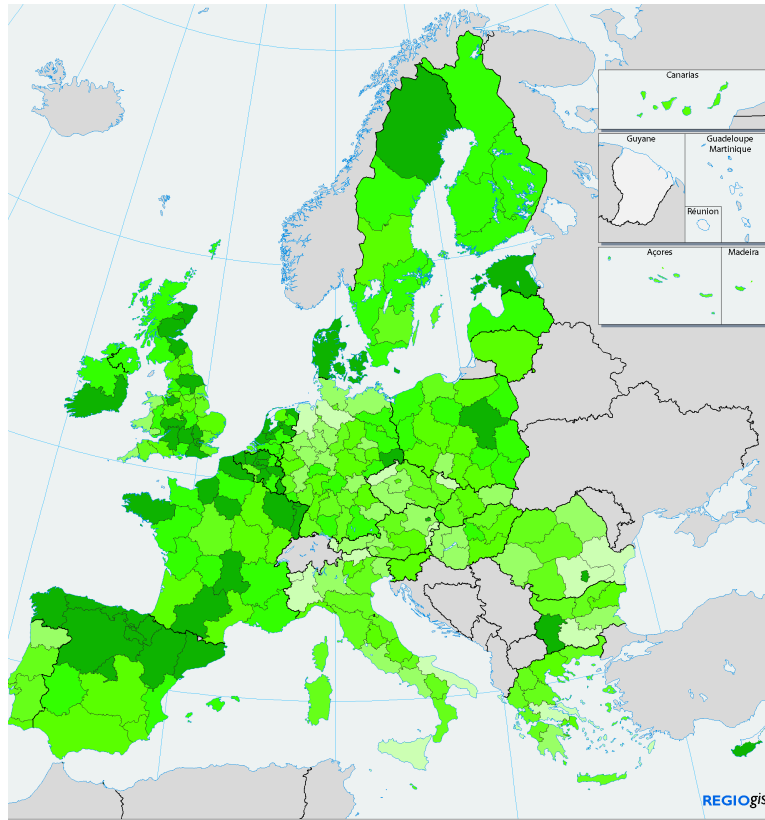 Canarias
Guyane
Guadeloupe
Martinique
Réunion
Açores
Madeira
REGIOgis